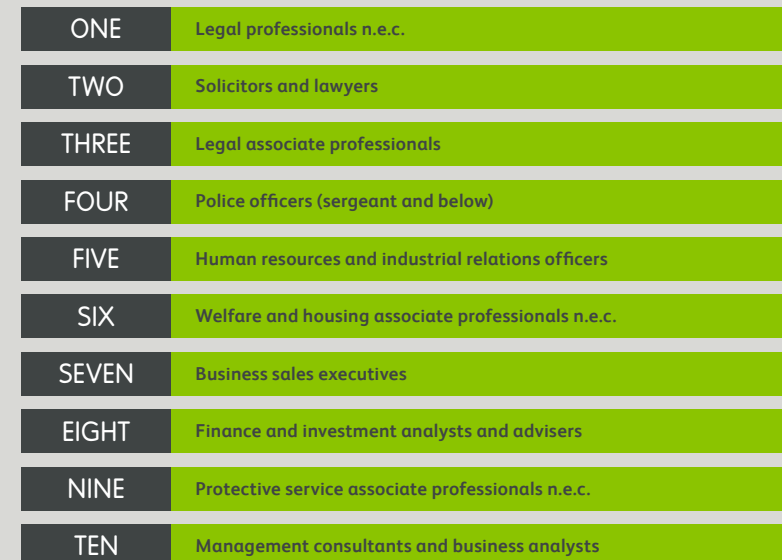 ONE Legal professionals n.e.c.
TWO Solicitors and lawyers
THREE Legal associate professionals
FOUR Police officers (sergeant and below)
FIVE Human resources and industrial relations officers
SIX Welfare and housing associate professionals n.e.c.
SEVEN Business sales executives
EIGHT Finance and investment analysts and advisers
NINE Protective service associate professionals n.e.c.
TEN Management consultants and business analysts